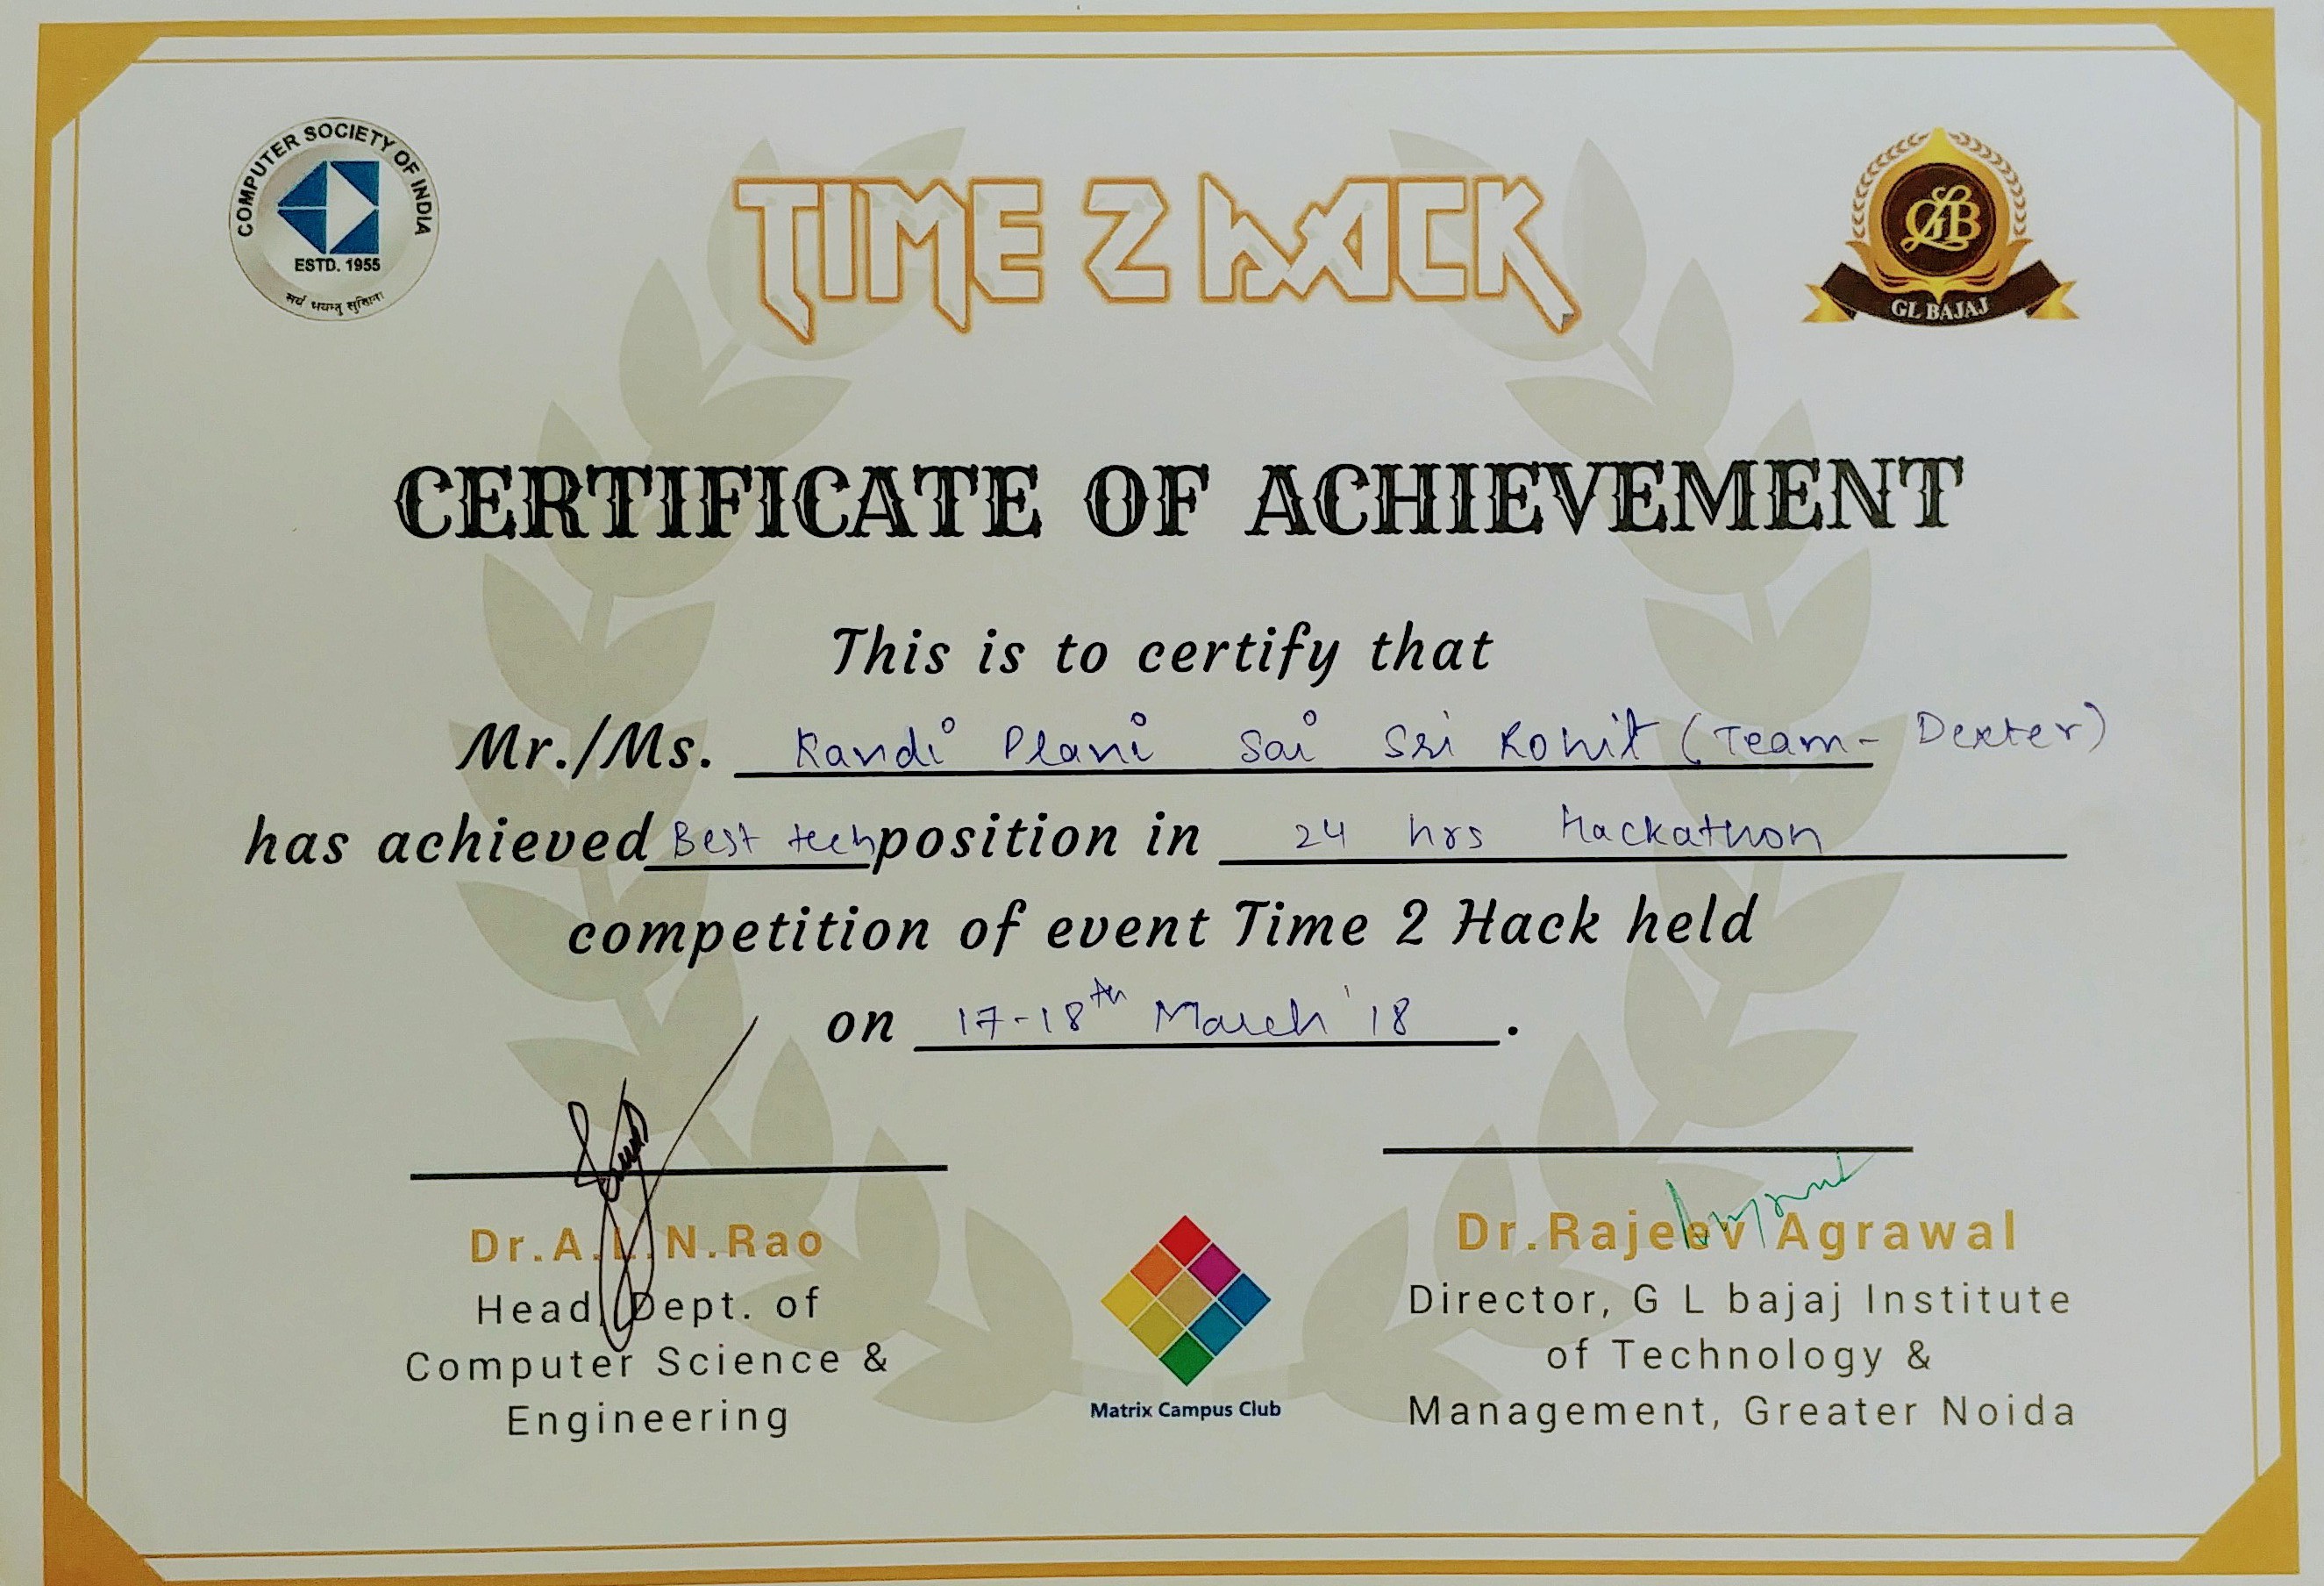 COMPUTER SOCIETY OF INDIA
ESTD. 1955
TIME 2 HACK
GLB
GL BAJAJ
CERTIFICATE OF ACHIEVEMENT
This is to certify that
Mr./Ms. Kandi Plani Sai Sri Rohit (Team- Dexter)
has achieved Best tech position in 24 hrs Hackathon
competition of event Time 2 Hack held
on 17-18th March '18 .
Dr.A.L.N.Rao
Head, Dept. of
Computer Science &
Engineering
Matrix Campus Club
Dr.Rajeev Agrawal
Director, G L bajaj Institute
of Technology &
Management, Greater Noida